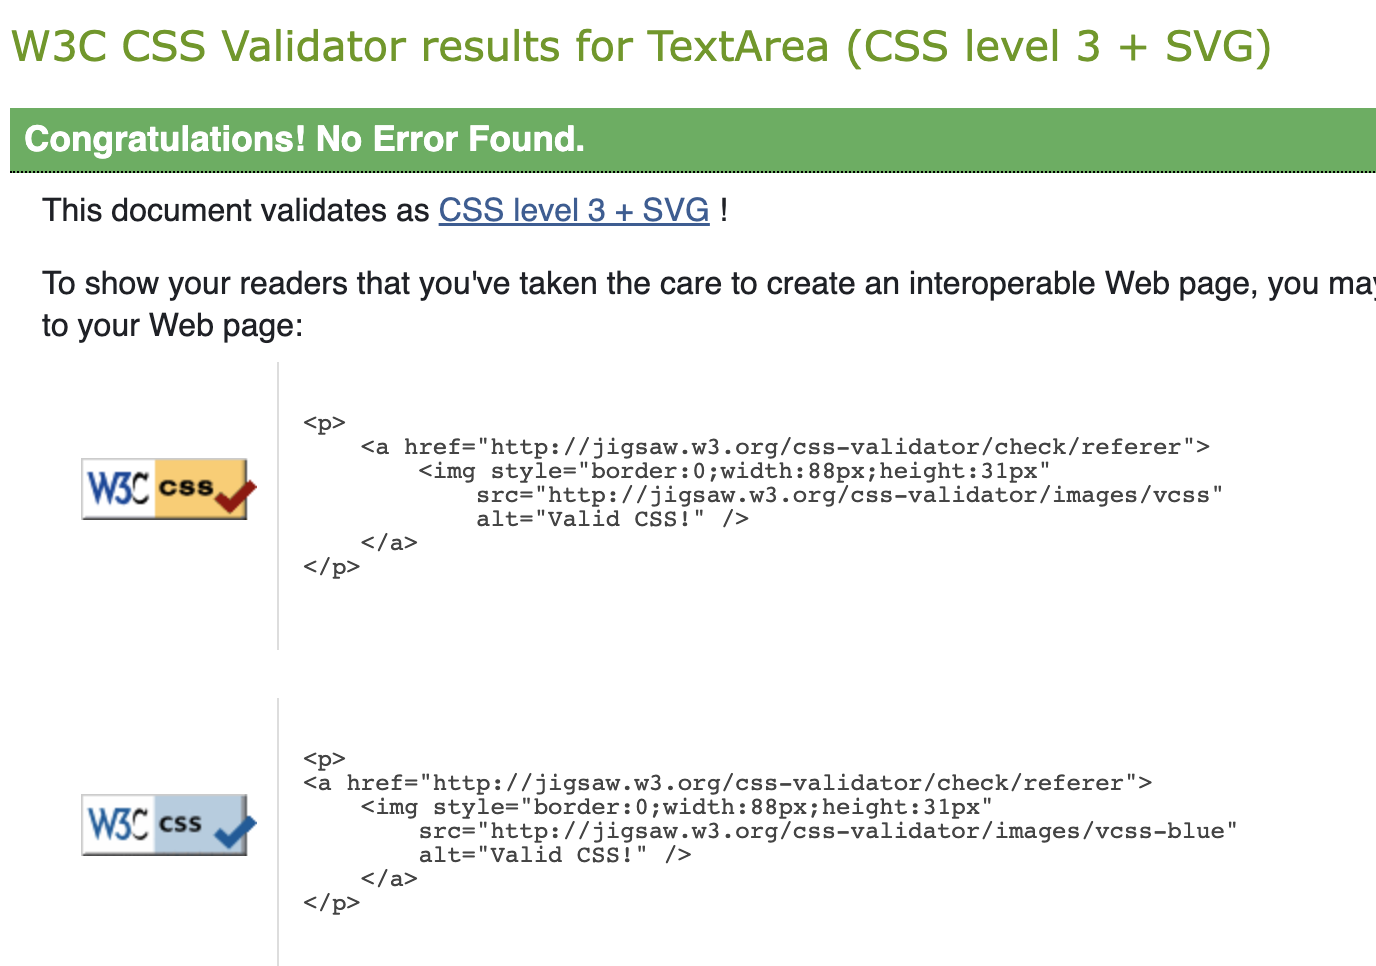 W3C CSS Validator results for TextArea (CSS level 3 + SVG)
Congratulations! No Error Found.
This document validates as CSS level 3 + SVG !
To show your readers that you've taken the care to create an interoperable Web page, you may
to your Web page:
<p>
<a href="http://jigsaw.w3.org/css-validator/check/referer">
<img style="border:0;width:88px;height:31px"
W3C css
src="http://jigsaw.w3.org/css-validator/images/vcss"
alt="Valid CSS!" />
</a>
</p>
<p>
<a href="http://jigsaw.w3.org/css-validator/check/referer">
<img style="border:0;width:88px;height:31px"
W3C css
src="http://jigsaw.w3.org/css-validator/images/vcss-blue"
alt="Valid CSS!" />
</a>
</p>